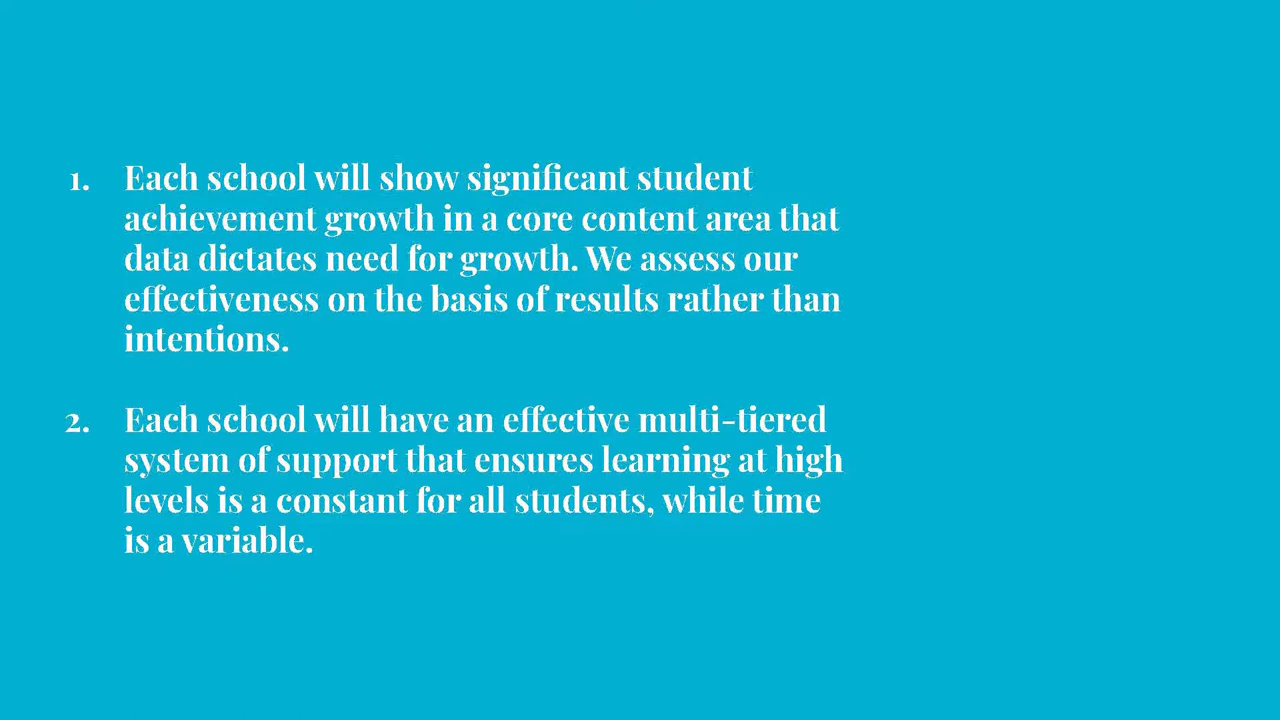 1. Each school will show significant student
achievement growth in a core content area that
data dictates need for growth. We assess our
effectiveness on the basis of results rather than
intentions.
2. Each school will have an effective multi-tiered
system of support that ensures learning at high
levels is a constant for all students, while time
is a variable.